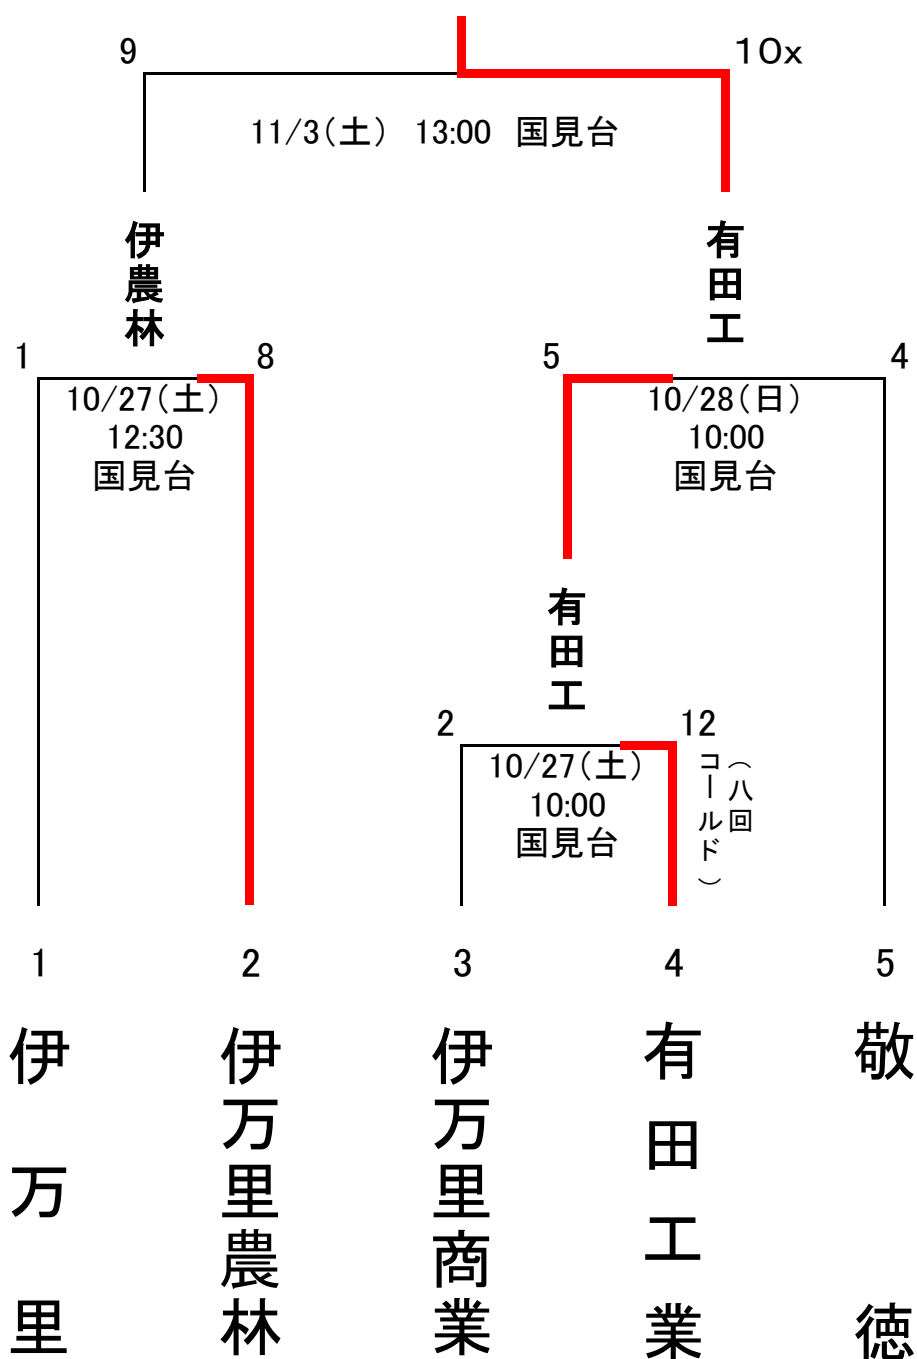 9
10x
11/3(土) 13:00 国見台
伊農林
有田工
1
8
5
4
10/27(土)
12:30
国見台
10/28(日)
10:00
国見台
有田工
2
12
10/27(土)
10:00
国見台
（八回
コールド）
1
2
3
4
5
伊万里
伊万里農林
伊万里商業
有田工業
敬徳